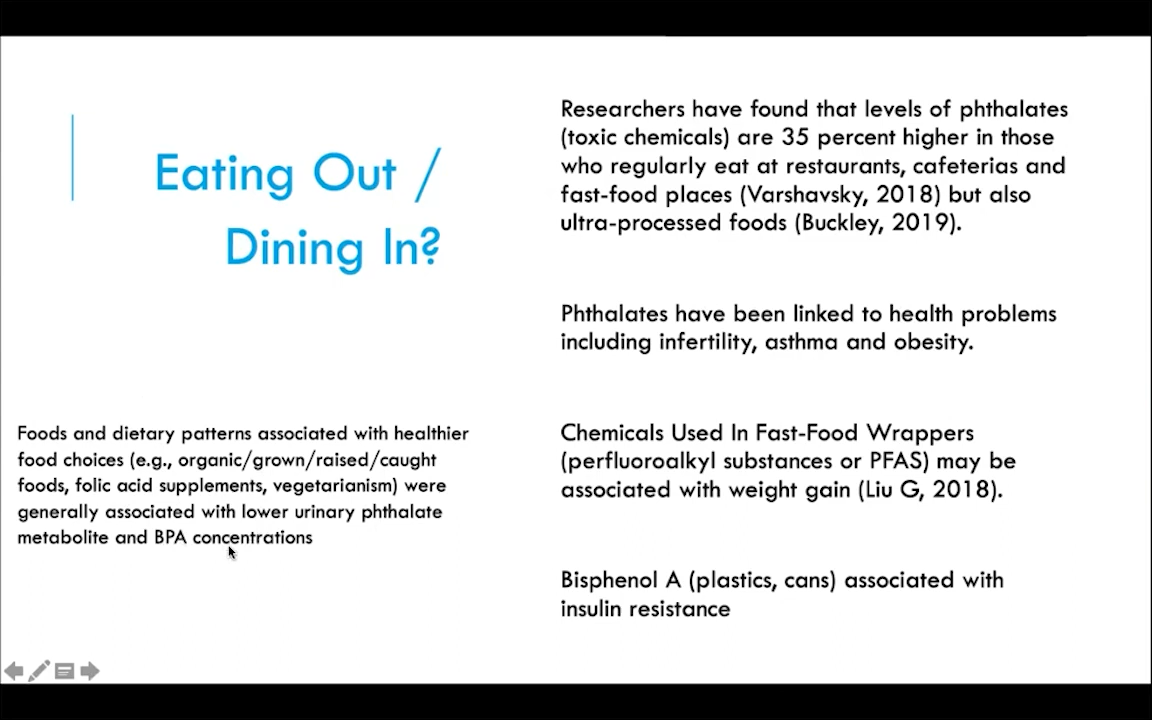 Eating Out /
Dining In?
Foods and dietary patterns associated with healthier
food choices (e.g., organic/grown/raised/caught
foods, folic acid supplements, vegetarianism) were
generally associated with lower urinary phthalate
metabolite and BPA concentrations
Researchers have found that levels of phthalates
(toxic chemicals) are 35 percent higher in those
who regularly eat at restaurants, cafeterias and
fast-food places (Varshavsky, 2018) but also
ultra-processed foods (Buckley, 2019).
Phthalates have been linked to health problems
including infertility, asthma and obesity.
Chemicals Used In Fast-Food Wrappers
(perfluoroalkyl substances or PFAS) may be
associated with weight gain (Liu G, 2018).
Bisphenol A (plastics, cans) associated with
insulin resistance